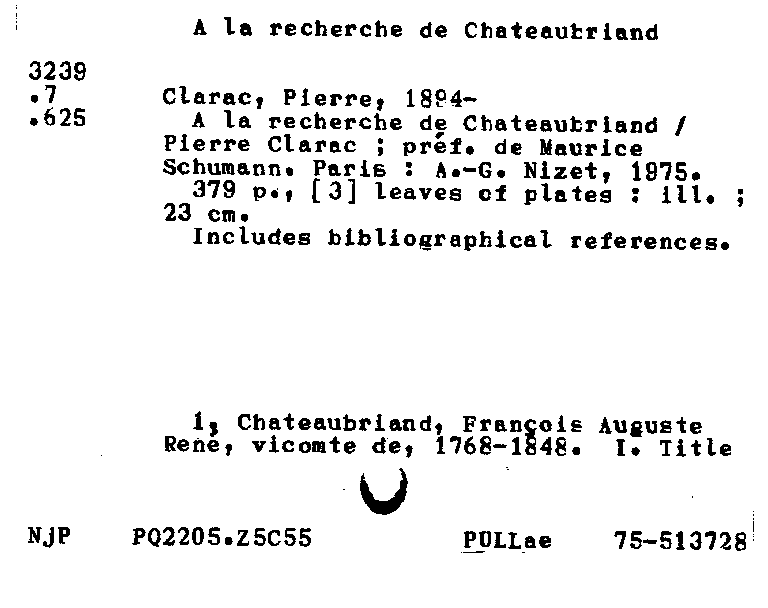 A la recherche de Chateaubriand
3239
.7 Clarac, Pierre, 1894-
.625 A la recherche de Chateaubriand /
Pierre Clarac ; préf. de Maurice
Schumann. Paris : A.-G. Nizet, 1975.
379 p., [3] leaves of plates : ill. ;
23 cm.
Includes bibliographical references.
1, Chateaubriand, François Auguste
René, vicomte de, 1768-1848. I. Title
NjP PQ2205.Z5C55 PULLae 75-513728